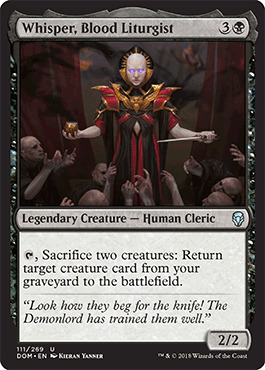 Whisper, Blood Liturgist 3
Legendary Creature — Human Cleric
, Sacrifice two creatures: Return
target creature card from your
graveyard to the battlefield.
“Look how they beg for the knife! The
Demonlord has trained them well.”
2/2
111/269 U
DOM • EN KIERAN YANNER
™ & © 2018 Wizards of the Coast